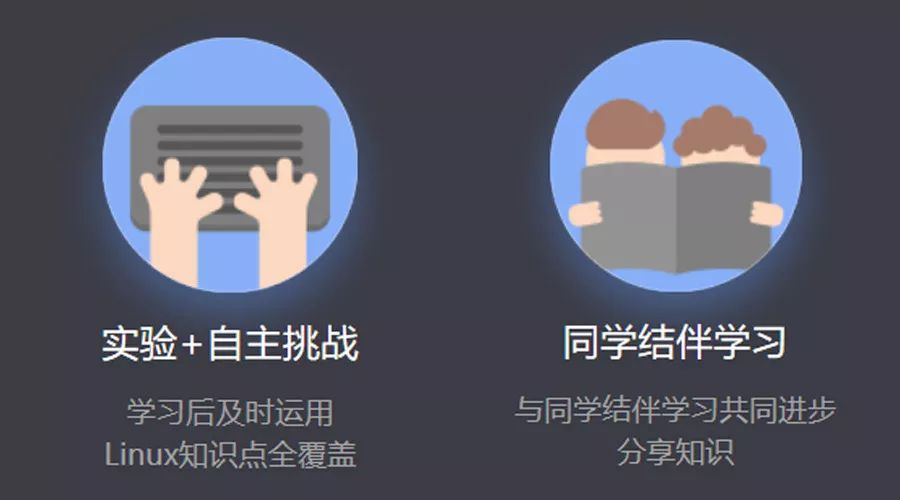 实验+自主挑战
学习后及时运用
Linux知识点全覆盖
同学结伴学习
与同学结伴学习共同进步
分享知识